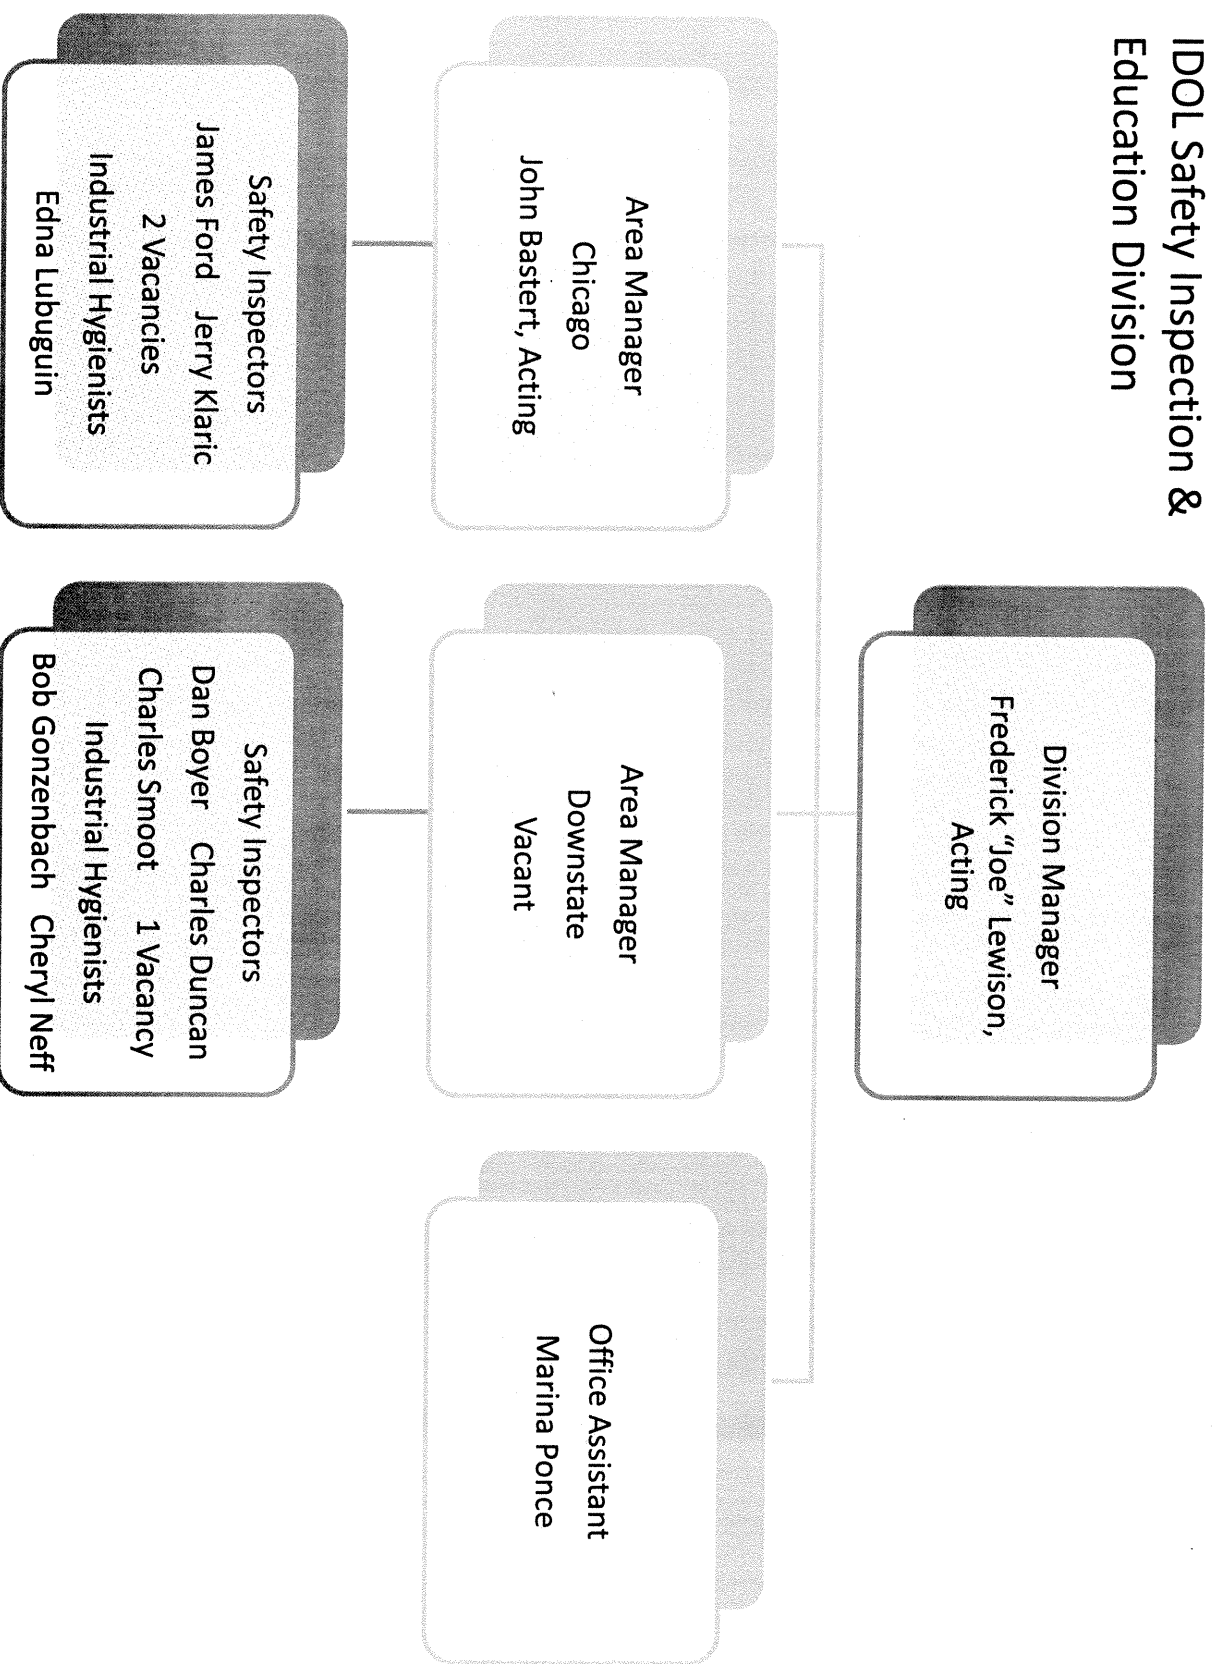 IDOL Safety Inspection &
Education Division
Division Manager
Frederick "Joe" Lewison,
Acting
Area Manager
Chicago
John Bastert, Acting
Area Manager
Downstate
Vacant
Office Assistant
Marina Ponce
Safety Inspectors
James Ford Jerry Klaric
2 Vacancies
Industrial Hygienists
Edna Lubuguin
Safety Inspectors
Dan Boyer Charles Duncan
Charles Smoot 1 Vacancy
Industrial Hygienists
Bob Gonzenbach Cheryl Neff